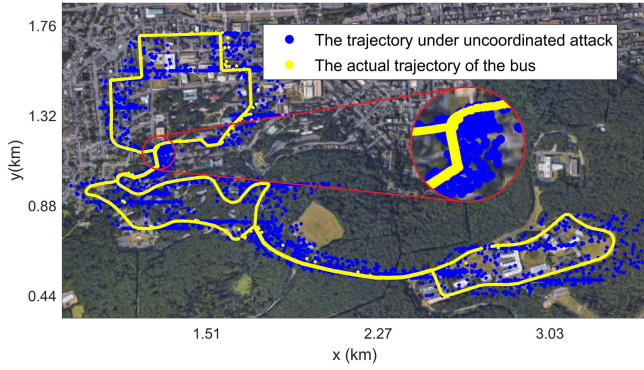 1.76
The trajectory under uncoordinated attack
The actual trajectory of the bus
1.32
y(km)
0.88
0.44
1.51
2.27
3.03
x (km)